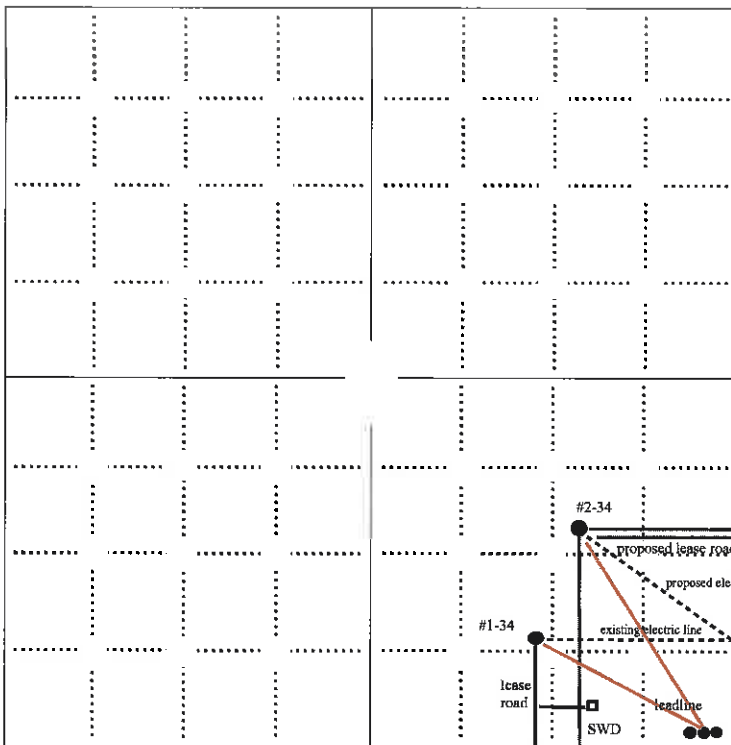 #2-34
proposed lease road
proposed ele
#1-34
existing electric line
lease
road
leadline
SWD